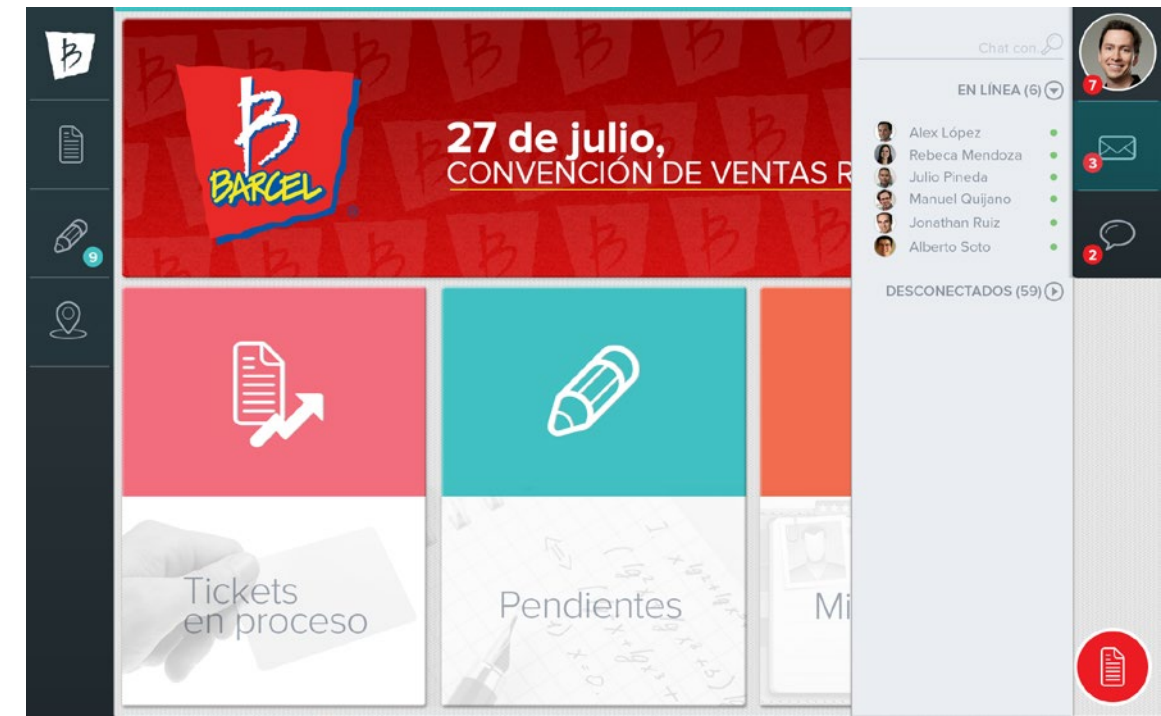 B
9
B
BARCEL
®
27 de julio,
CONVENCIÓN DE VENTAS R
Tickets
en proceso
Pendientes
Mi
Chat con
EN LÍNEA (6)
Alex López
Rebeca Mendoza
Julio Pineda
Manuel Quijano
Jonathan Ruiz
Alberto Soto
DESCONECTADOS (59)
7
3
2